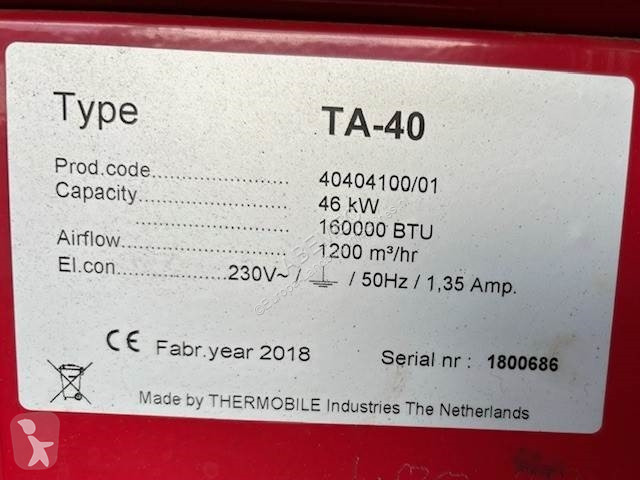 Type TA-40
Prod.code 40404100/01
Capacity 46 kW
160000 BTU
Airflow 1200 m³/hr
El.con. 230V~ / ⏚ / 50Hz / 1,35 Amp.
CE Fabr.year 2018 Serial nr : 1800686
Made by THERMOBILE Industries The Netherlands